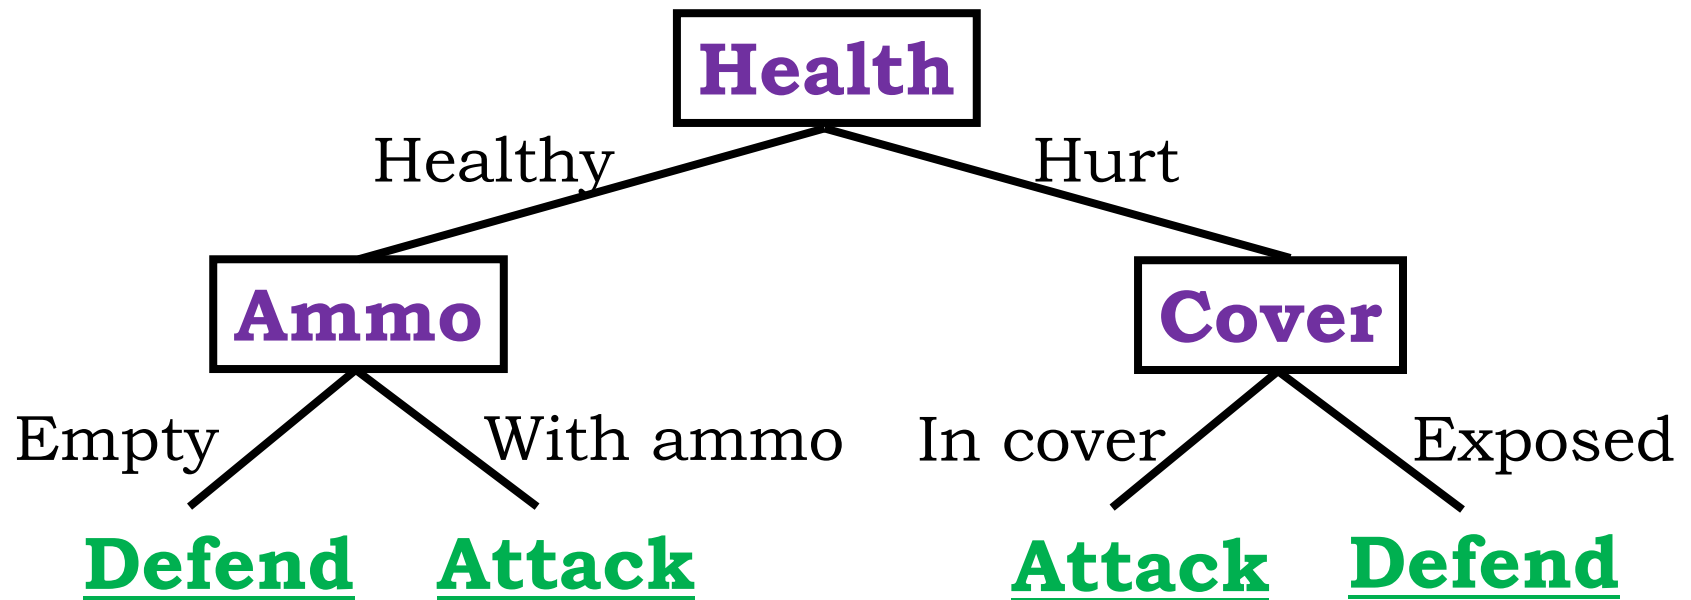 Health
Healthy Hurt
Ammo Cover
Empty With ammo In cover Exposed
Defend Attack Attack Defend